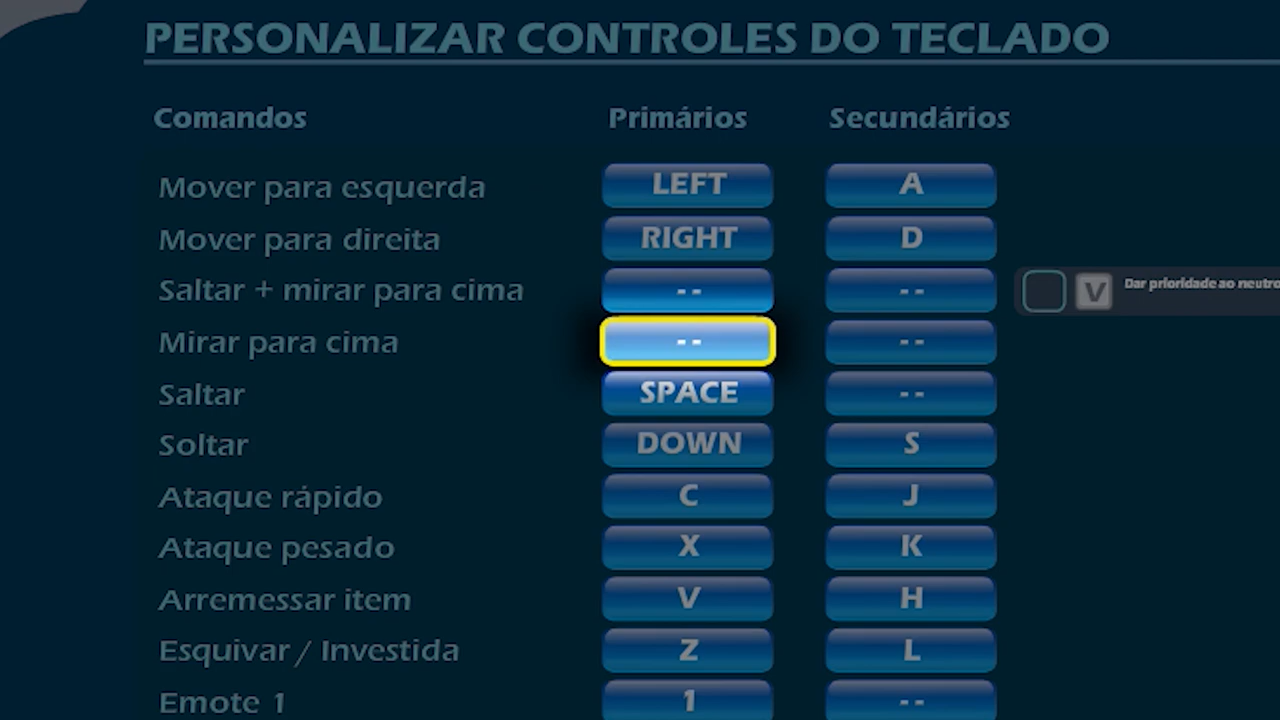 PERSONALIZAR CONTROLES DO TECLADO
Comandos Primários Secundários
Mover para esquerda LEFT A
Mover para direita RIGHT D
Saltar + mirar para cima -- -- V Dar prioridade ao neutro
Mirar para cima -- --
Saltar SPACE --
Soltar DOWN S
Ataque rápido C J
Ataque pesado X K
Arremessar item V H
Esquivar / Investida Z L
Emote 1 1 --